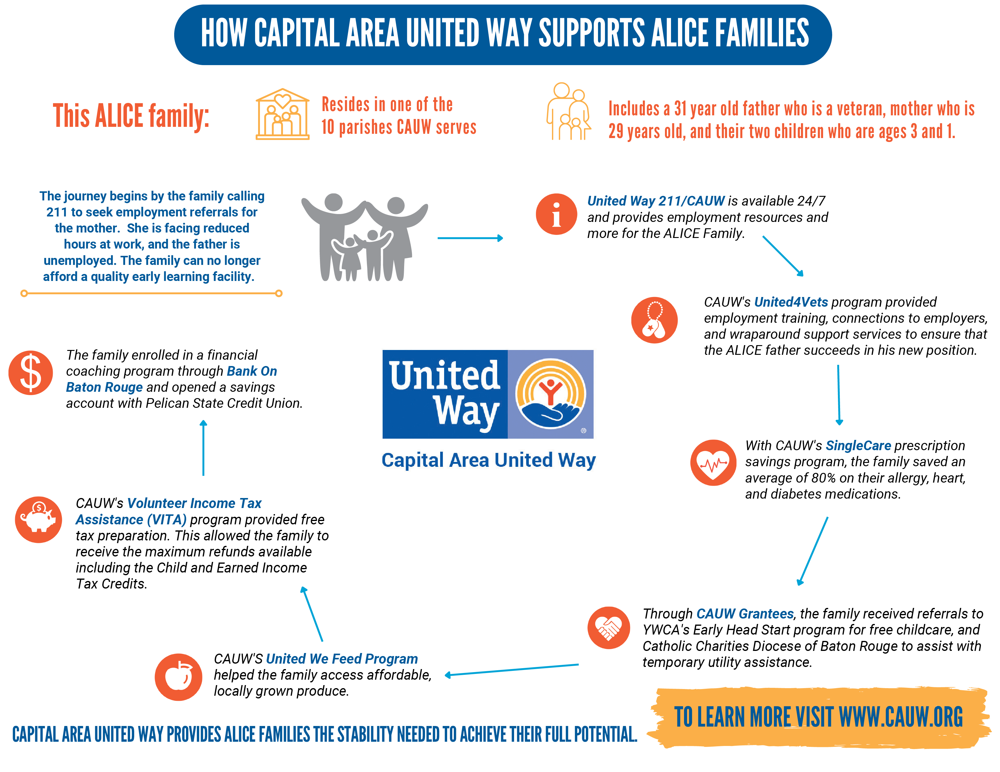 HOW CAPITAL AREA UNITED WAY SUPPORTS ALICE FAMILIES
This ALICE family:
Resides in one of the
10 parishes CAUW serves
Includes a 31 year old father who is a veteran, mother who is
29 years old, and their two children who are ages 3 and 1.
The journey begins by the family calling
211 to seek employment referrals for
the mother.  She is facing reduced
hours at work, and the father is
unemployed. The family can no longer
afford a quality early learning facility.
i
United Way 211/CAUW is available 24/7
and provides employment resources and
more for the ALICE Family.
CAUW's United4Vets program provided
employment training, connections to employers,
and wraparound support services to ensure that
the ALICE father succeeds in his new position.
With CAUW's SingleCare prescription
savings program, the family saved an
average of 80% on their allergy, heart,
and diabetes medications.
Through CAUW Grantees, the family received referrals to
YWCA's Early Head Start program for free childcare, and
Catholic Charities Diocese of Baton Rouge to assist with
temporary utility assistance.
CAUW'S United We Feed Program
helped the family access affordable,
locally grown produce.
$
CAUW's Volunteer Income Tax
Assistance (VITA) program provided free
tax preparation. This allowed the family to
receive the maximum refunds available
including the Child and Earned Income
Tax Credits.
$
The family enrolled in a financial
coaching program through Bank On
Baton Rouge and opened a savings
account with Pelican State Credit Union.
United
Way
®
Capital Area United Way
CAPITAL AREA UNITED WAY PROVIDES ALICE FAMILIES THE STABILITY NEEDED TO ACHIEVE THEIR FULL POTENTIAL.
TO LEARN MORE VISIT WWW.CAUW.ORG